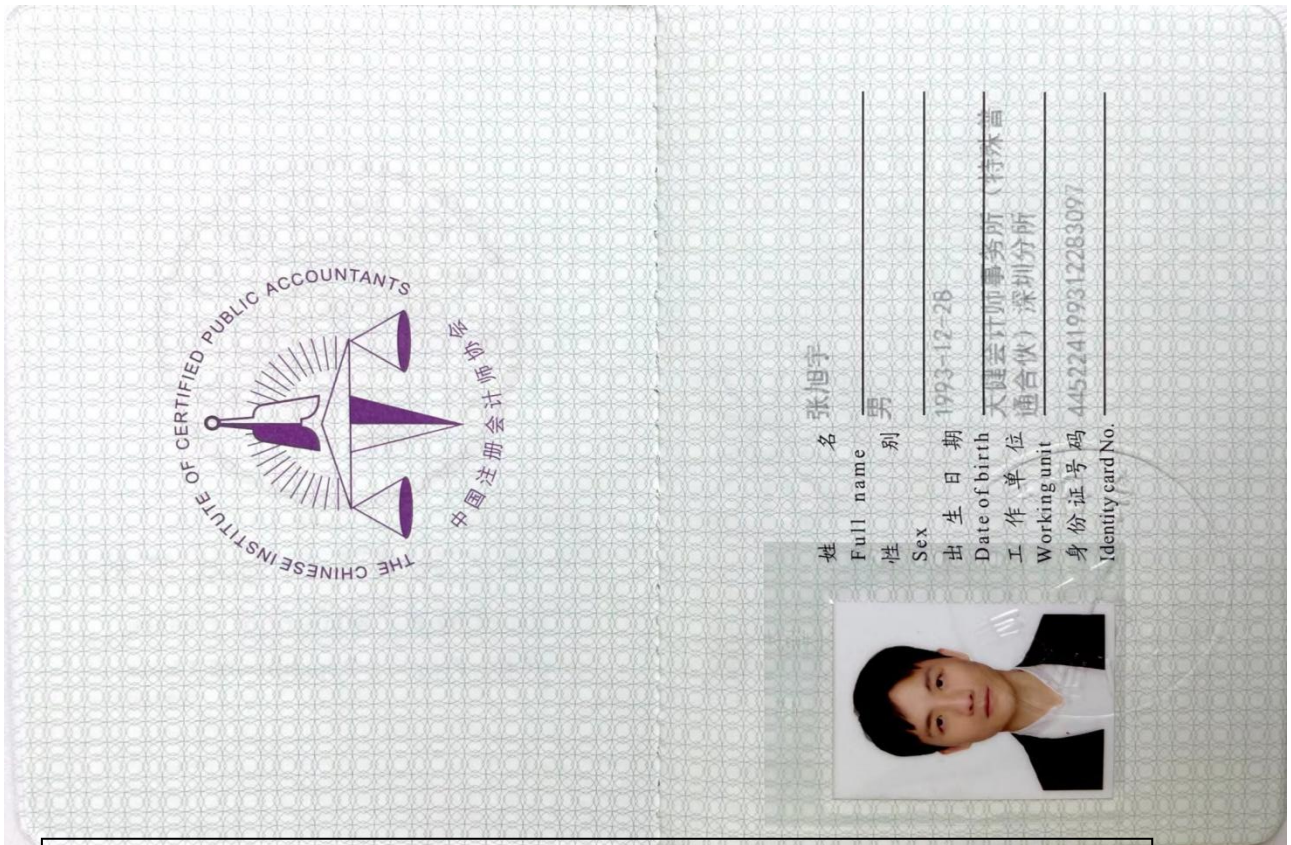 THE CHINESE INSTITUTE OF CERTIFIED PUBLIC ACCOUNTANTS
中国注册会计师协会
姓 名 张旭宇
Full name
性 别 男
Sex
出 生 日 期 1993-12-28
Date of birth
工 作 单 位 大健会计师事务所（特殊普
通合伙）深圳分所
Working unit
身 份 证 号 码 445224199312283097
Identity card No.